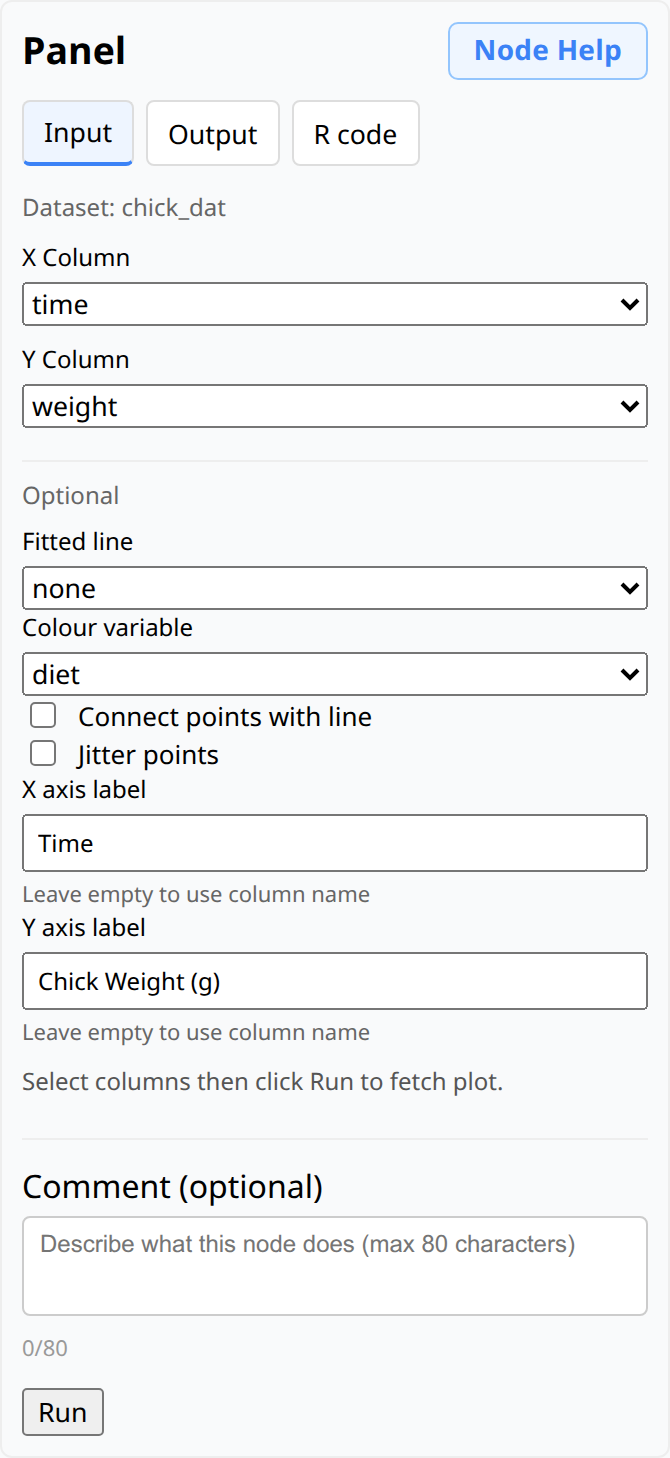 Panel
Node Help
Input
Output
R code
Dataset: chick_dat
X Column
time
Y Column
weight
Optional
Fitted line
none
Colour variable
diet
Connect points with line
Jitter points
X axis label
Time
Leave empty to use column name
Y axis label
Chick Weight (g)
Leave empty to use column name
Select columns then click Run to fetch plot.
Comment (optional)
Describe what this node does (max 80 characters)
0/80
Run